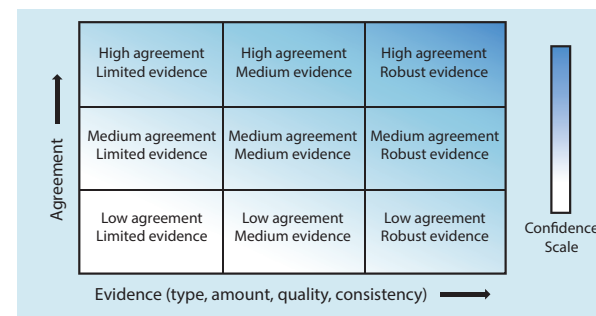 High agreement
Limited evidence
High agreement
Medium evidence
High agreement
Robust evidence
Medium agreement
Limited evidence
Medium agreement
Medium evidence
Medium agreement
Robust evidence
Low agreement
Limited evidence
Low agreement
Medium evidence
Low agreement
Robust evidence
Agreement
Evidence (type, amount, quality, consistency)
Confidence
Scale